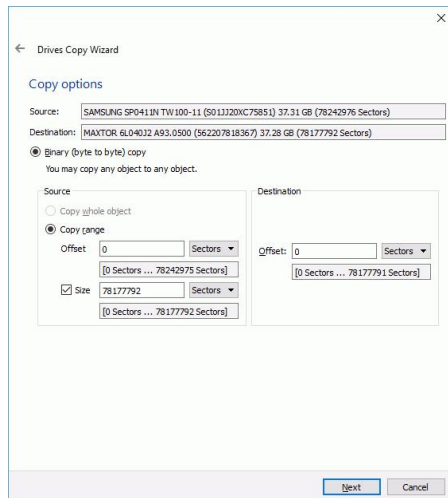 Drives Copy Wizard
Copy options
Source: SAMSUNG SP0411N TW100-11 (S01JJ20XC75851) 37.31 GB (78242976 Sectors)
Destination: MAXTOR 6L040J2 A93.0500 (562207818367) 37.28 GB (78177792 Sectors)
Binary (byte to byte) copy
You may copy any object to any object.
Source
Copy whole object
Copy range
Offset 0 Sectors
[0 Sectors ... 78242975 Sectors]
Size 78177792 Sectors
[0 Sectors ... 78177792 Sectors]
Destination
Offset: 0 Sectors
[0 Sectors ... 78177791 Sectors]
Next Cancel